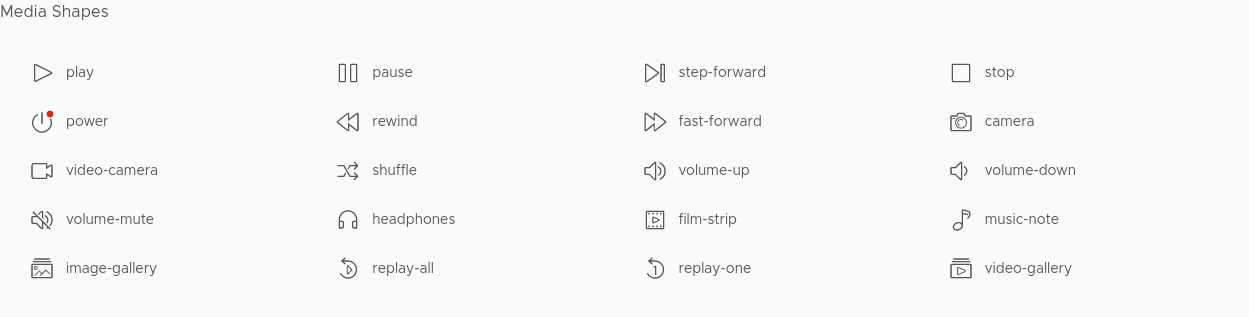 Media Shapes
play pause step-forward stop
power rewind fast-forward camera
video-camera shuffle volume-up volume-down
volume-mute headphones film-strip music-note
image-gallery replay-all replay-one video-gallery